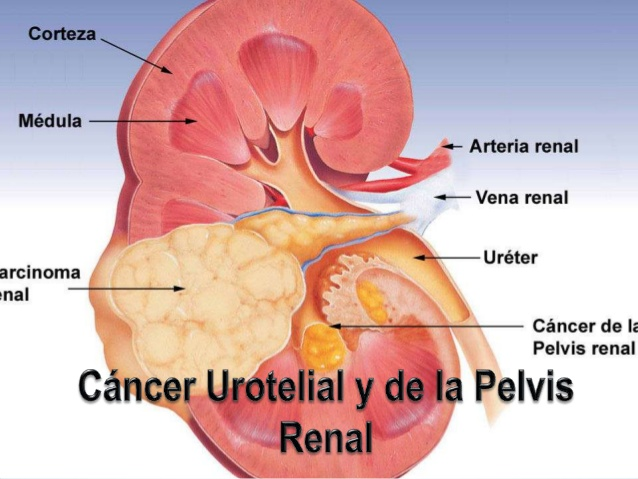 Corteza
Médula
Arteria renal
Vena renal
Uréter
arcinoma
enal
Cáncer de la
Pelvis renal
Cáncer Urotelial y de la Pelvis
Renal